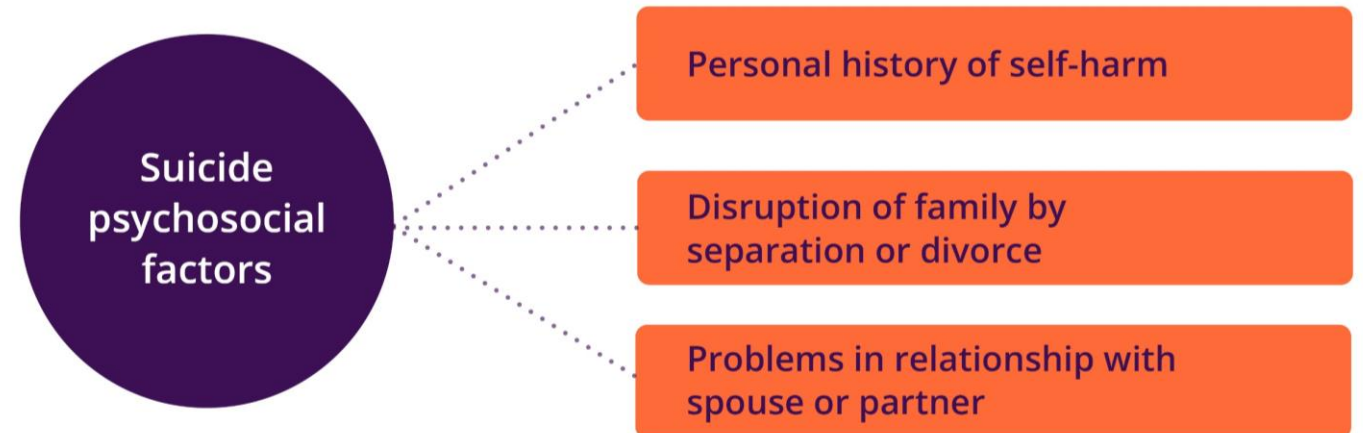 Suicide
psychosocial
factors
Personal history of self-harm
Disruption of family by
separation or divorce
Problems in relationship with
spouse or partner